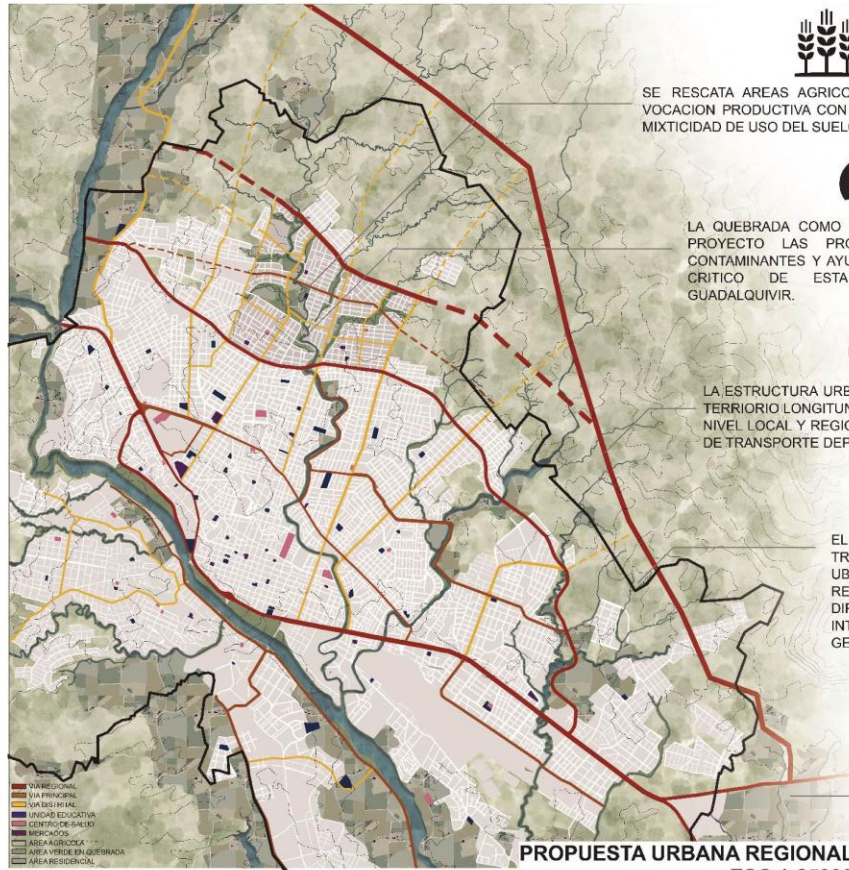 SE RESCATA AREAS AGRICO
VOCACION PRODUCTIVA CON
MIXTICIDAD DE USO DEL SUEL
LA QUEBRADA COMO
PROYECTO LAS PRO
CONTAMINANTES Y AYU
CRITICO DE ESTA
GUADALQUIVIR.
LA ESTRUCTURA URB
TERRIORIO LONGITUN
NIVEL LOCAL Y REGIO
DE TRANSPORTE DEP
EL
TR
UB
RE
DI
INT
GE
VIA REGIONAL
VIA PRINCIPAL
VIA DISTRITAL
UNIDAD EDUCATIVA
CENTRO DE SALUD
MERCADOS
AREA AGRICOLA
AREA VERDE EN QUEBRADA
AREA RESIDENCIAL
PROPUESTA URBANA REGIONAL